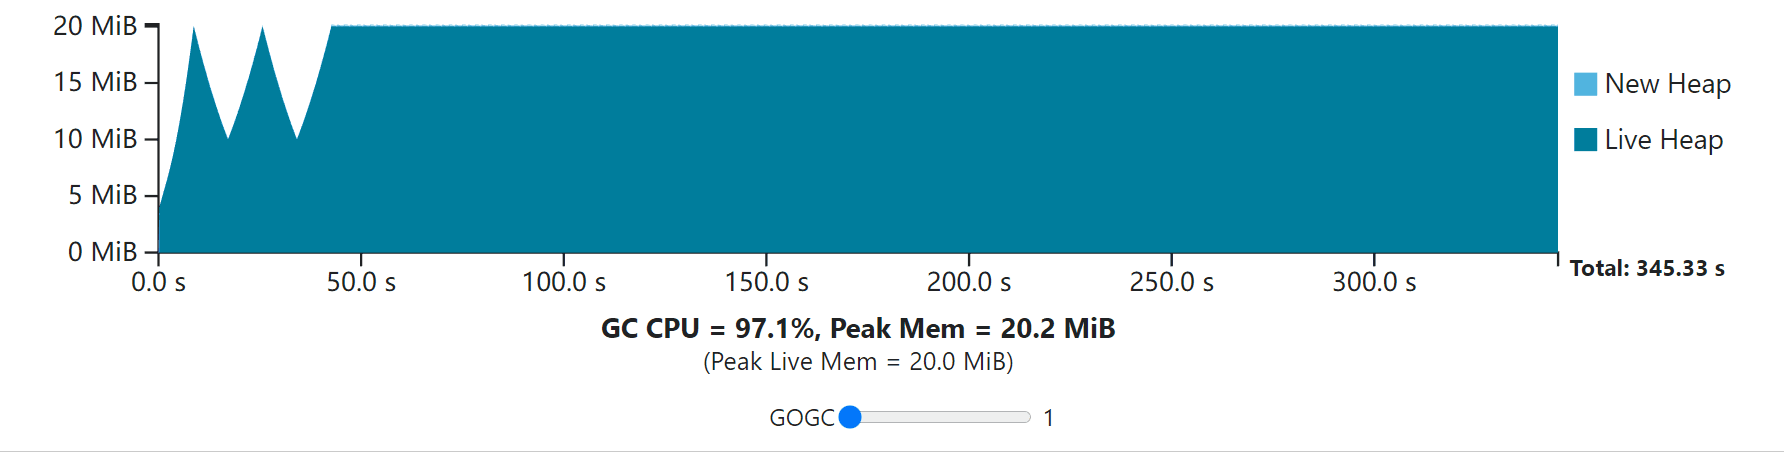 20 MiB
15 MiB
10 MiB
5 MiB
0 MiB
New Heap
Live Heap
0.0 s 50.0 s 100.0 s 150.0 s 200.0 s 250.0 s 300.0 s
Total: 345.33 s
GC CPU = 97.1%, Peak Mem = 20.2 MiB
(Peak Live Mem = 20.0 MiB)
GOGC 1